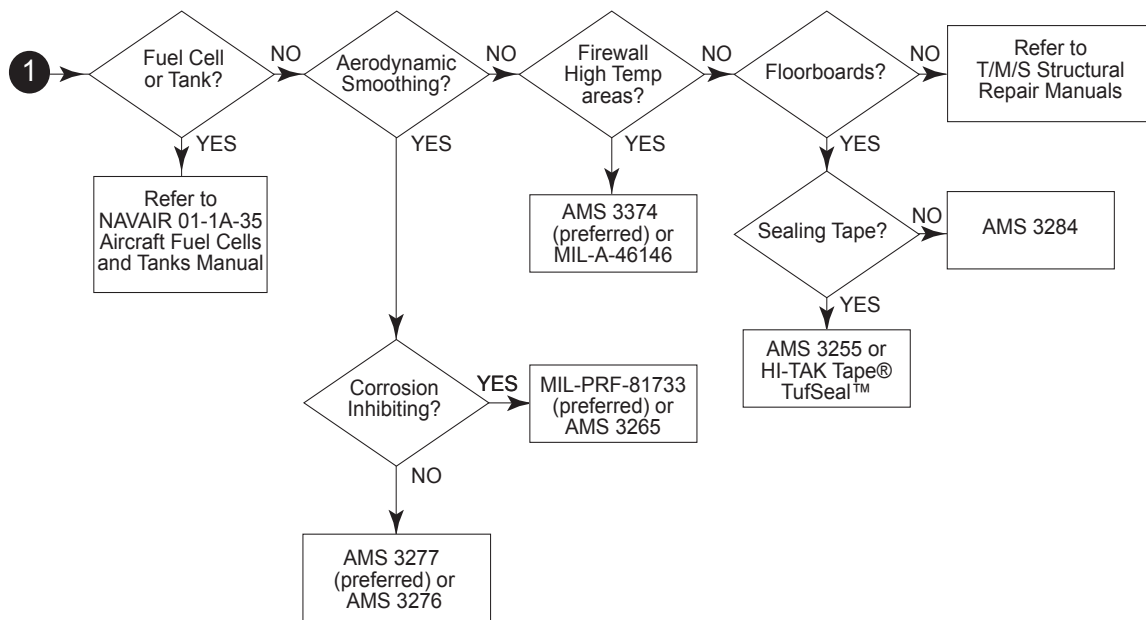 1
Fuel Cell
or Tank?
NO
Aerodynamic
Smoothing?
NO
Firewall
High Temp
areas?
NO
Floorboards?
NO
Refer to
T/M/S Structural
Repair Manuals
YES
YES
YES
YES
Refer to
NAVAIR 01-1A-35
Aircraft Fuel Cells
and Tanks Manual
AMS 3374
(preferred) or
MIL-A-46146
Sealing Tape?
NO
AMS 3284
YES
AMS 3255 or
HI-TAK Tape®
TufSeal™
Corrosion
Inhibiting?
YES
MIL-PRF-81733
(preferred) or
AMS 3265
NO
AMS 3277
(preferred) or
AMS 3276